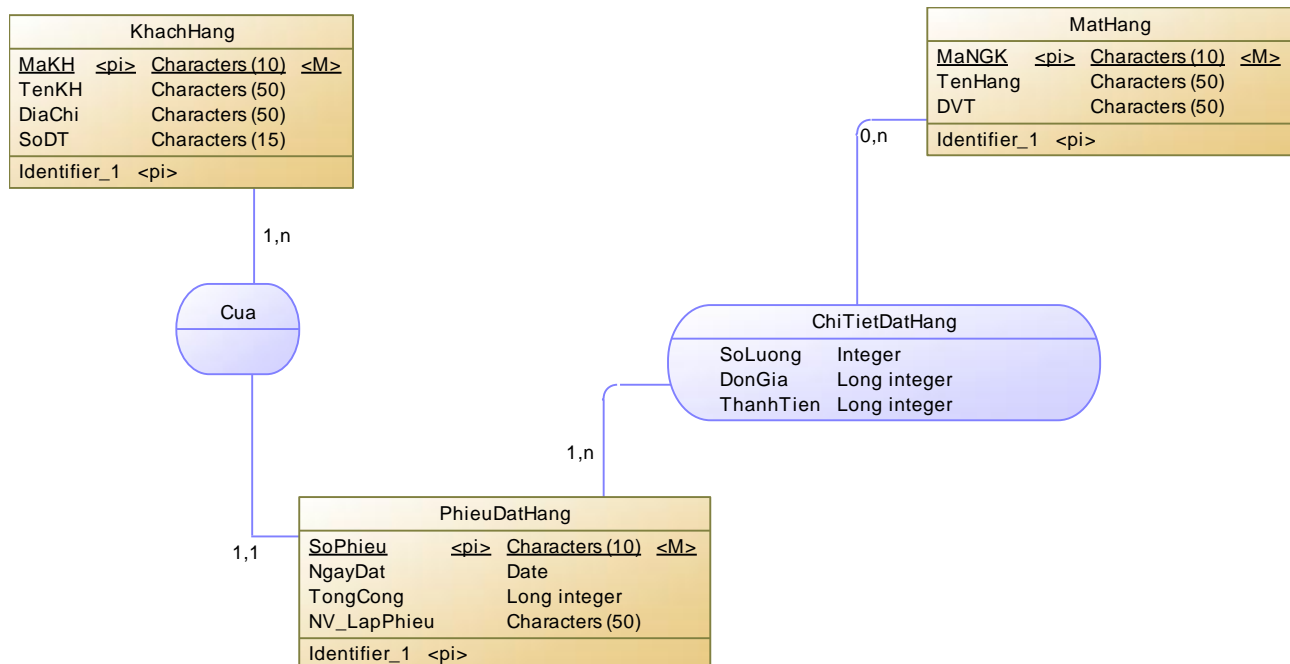 KhachHang
MaKH <pi> Characters (10) <M>
TenKH Characters (50)
DiaChi Characters (50)
SoDT Characters (15)
Identifier_1 <pi>
MatHang
MaNGK <pi> Characters (10) <M>
TenHang Characters (50)
DVT Characters (50)
Identifier_1 <pi>
0,n
1,n
Cua
ChiTietDatHang
SoLuong Integer
DonGia Long integer
ThanhTien Long integer
1,n
1,1
PhieuDatHang
SoPhieu <pi> Characters (10) <M>
NgayDat Date
TongCong Long integer
NV_LapPhieu Characters (50)
Identifier_1 <pi>